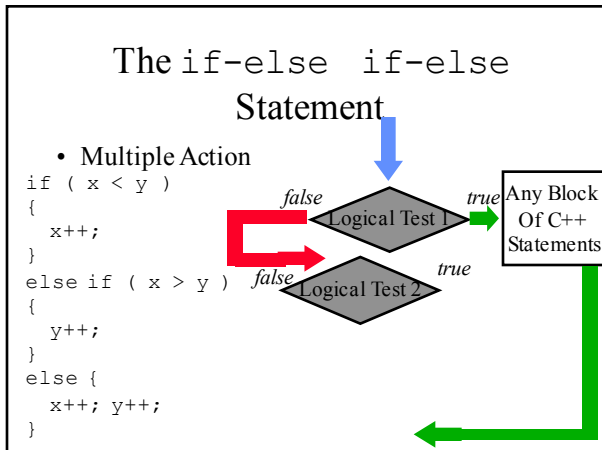 The if-else if-else
Statement
• Multiple Action
if ( x < y )
{
x++;
}
else if ( x > y )
{
y++;
}
else {
x++; y++;
}
false
Logical Test 1
true
Any Block
Of C++
Statements
false
Logical Test 2
true